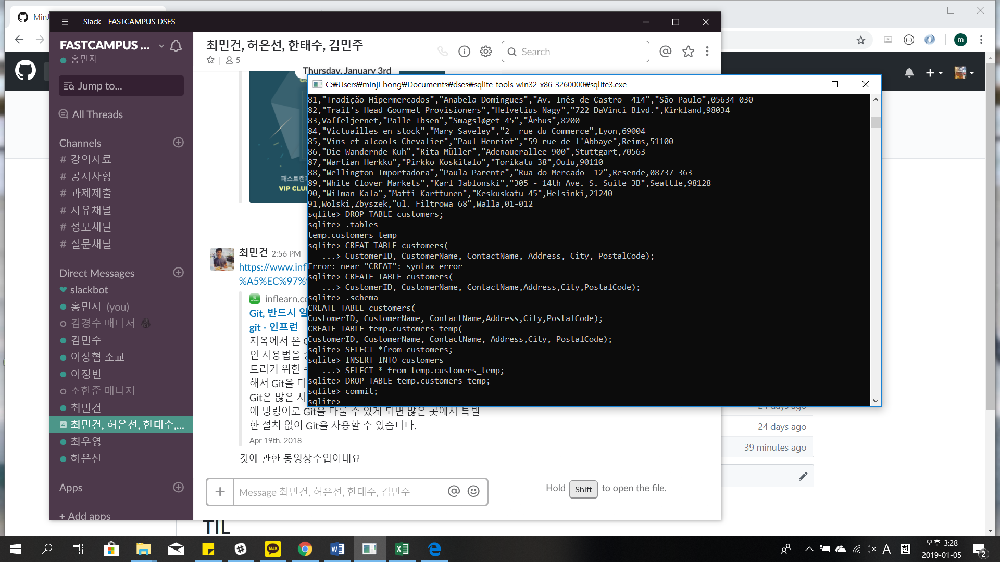 MinJ
Slack - FASTCAMPUS DSES
FASTCAMPUS ...
홍민지
Jump to...
All Threads
Channels
# 강의자료
# 공지사항
# 과제제출
# 자유채널
# 정보채널
# 질문채널
Direct Messages
slackbot
홍민지 (you)
김경수 매니저
김민주
이상협 조교
이정빈
조한준 매니저
최민건
4 최민건, 허은선, 한태수,...
최우영
허은선
Apps
+ Add apps
최민건, 허은선, 한태수, 김민주
5
Search
Thursday, January 3rd
패스트캠퍼
VIP CLU
최민건 2:56 PM
https://www.infl
%A5%EC%97%9
inflearn.co
Git, 반드시 알
git - 인프런
지옥에서 온
인 사용법을
드리기 위한
해서 Git을 다
Git은 많은 시
에 명령어로 Git을 다룰 수 있게 되면 많은 곳에서 특별
한 설치 없이 Git을 사용할 수 있습니다.
Apr 19th, 2018
깃에 관한 동영상수업이네요
Message 최민건, 허은선, 한태수, 김민주
Hold Shift to open the file.
C:₩Users₩minji hong₩Documents₩dses₩sqlite-tools-win32-x86-3260000₩sqlite3.exe
81,"Tradição Hipermercados","Anabela Domingues","Av. Inês de Castro  414","São Paulo",05634-030
82,"Trail's Head Gourmet Provisioners","Helvetius Nagy","722 DaVinci Blvd.",Kirkland,98034
83,Vaffeljernet,"Palle Ibsen","Smagsløget 45","Århus",8200
84,"Victuailles en stock","Mary Saveley","2  rue du Commerce",Lyon,69004
85,"Vins et alcools Chevalier","Paul Henriot","59 rue de l'Abbaye",Reims,51100
86,"Die Wandernde Kuh","Rita Müller","Adenauerallee 900",Stuttgart,70563
87,"Wartian Herkku","Pirkko Koskitalo","Torikatu 38",Oulu,90110
88,"Wellington Importadora","Paula Parente","Rua do Mercado  12",Resende,08737-363
89,"White Clover Markets","Karl Jablonski","305 - 14th Ave. S. Suite 3B",Seattle,98128
90,"Wilman Kala","Matti Karttunen","Keskuskatu 45",Helsinki,21240
91,Wolski,Zbyszek,"ul. Filtrowa 68",Walla,01-012
sqlite> DROP TABLE customers;
sqlite> .tables
temp.customers_temp
sqlite> CREAT TABLE customers(
   ...> CustomerID, CustomerName, ContactName, Address, City, PostalCode);
Error: near "CREAT": syntax error
sqlite> CREATE TABLE customers(
   ...> CustomerID, CustomerName, ContactName,Address,City,PostalCode);
sqlite> .schema
CREATE TABLE customers(
CustomerID, CustomerName, ContactName,Address,City,PostalCode);
CREATE TABLE temp.customers_temp(
CustomerID, CustomerName, ContactName, Address,City, PostalCode);
sqlite> SELECT *from customers;
sqlite> INSERT INTO customers
   ...> SELECT * from temp.customers_temp;
sqlite> DROP TABLE temp.customers_temp;
sqlite> commit;
sqlite>
m
24 days ago
24 days ago
39 minutes ago
TIL
TALK
A
한
오후 3:28
2019-01-05
2